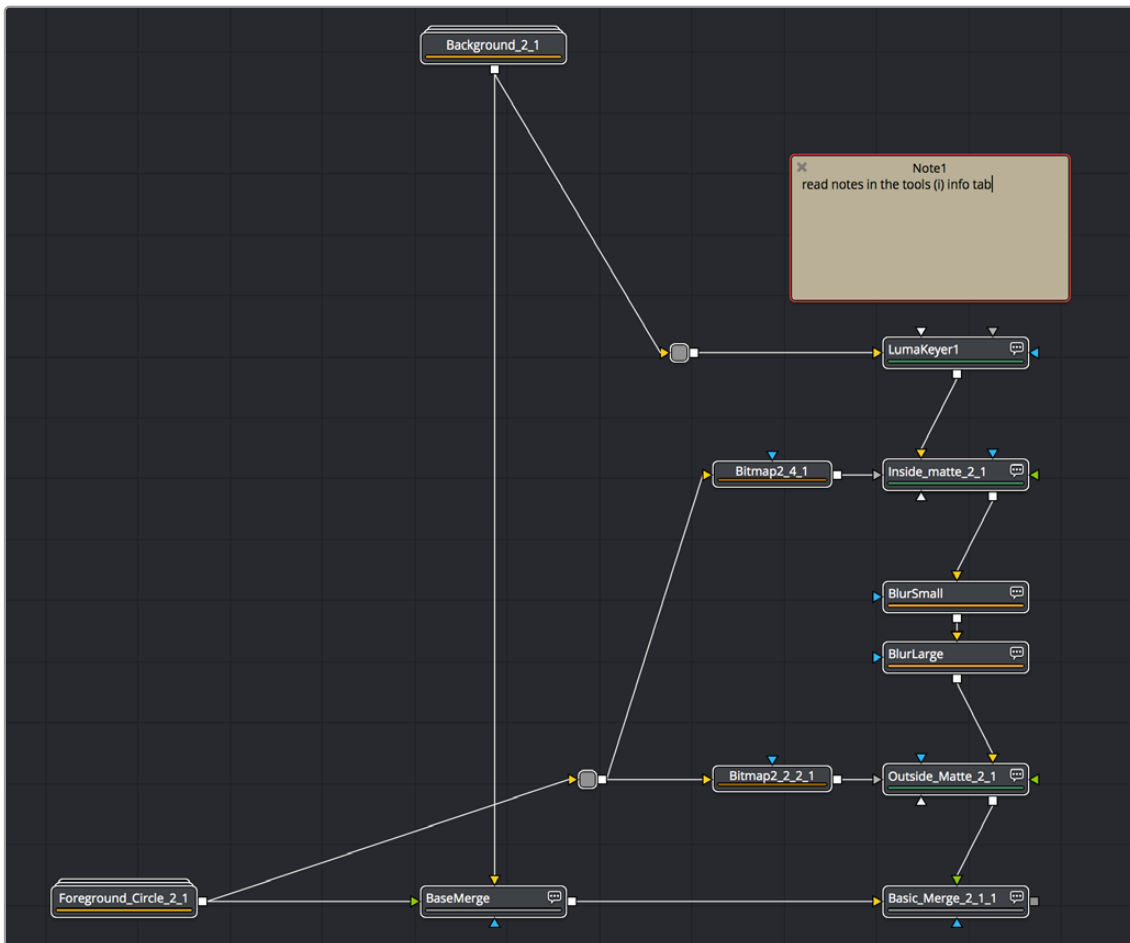 Background_2_1
Note1
read notes in the tools (i) info tab
LumaKeyer1
Bitmap2_4_1
Inside_matte_2_1
BlurSmall
BlurLarge
Bitmap2_2_2_1
Outside_Matte_2_1
Foreground_Circle_2_1
BaseMerge
Basic_Merge_2_1_1